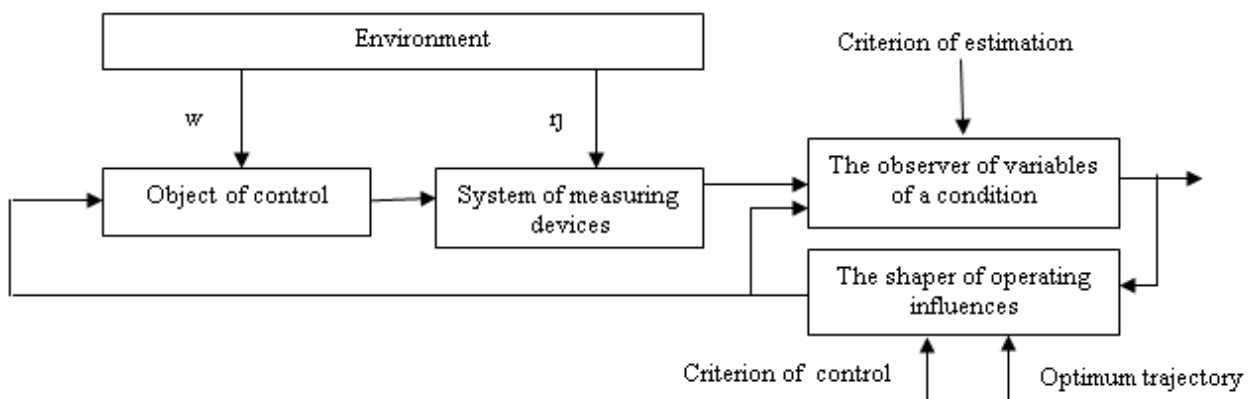 Environment
Criterion of estimation
w
η
Object of control
System of measuring
devices
The observer of variables
of a condition
The shaper of operating
influences
Criterion of control
Optimum trajectory